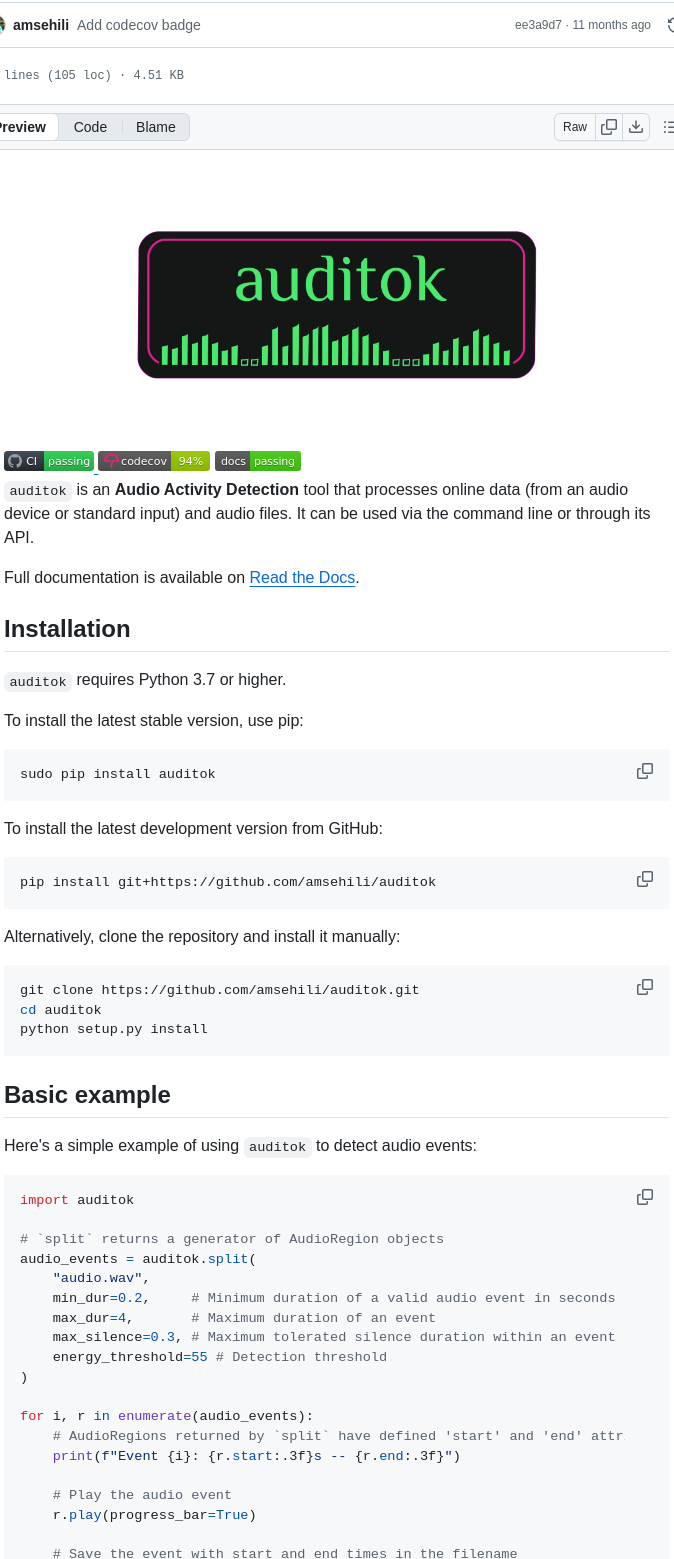 amsehili Add codecov badge ee3a9d7 · 11 months ago
lines (105 loc) · 4.51 KB
Preview Code Blame Raw
auditok
CI passing codecov 94% docs passing
auditok is an Audio Activity Detection tool that processes online data (from an audio
device or standard input) and audio files. It can be used via the command line or through its
API.
Full documentation is available on Read the Docs.
Installation
auditok requires Python 3.7 or higher.
To install the latest stable version, use pip:
sudo pip install auditok
To install the latest development version from GitHub:
pip install git+https://github.com/amsehili/auditok
Alternatively, clone the repository and install it manually:
git clone https://github.com/amsehili/auditok.git
cd auditok
python setup.py install
Basic example
Here's a simple example of using auditok to detect audio events:
import auditok
# `split` returns a generator of AudioRegion objects
audio_events = auditok.split(
    "audio.wav",
    min_dur=0.2,     # Minimum duration of a valid audio event in seconds
    max_dur=4,       # Maximum duration of an event
    max_silence=0.3, # Maximum tolerated silence duration within an event
    energy_threshold=55 # Detection threshold
)
for i, r in enumerate(audio_events):
    # AudioRegions returned by `split` have defined 'start' and 'end' attr
    print(f"Event {i}: {r.start:.3f}s -- {r.end:.3f}")
    # Play the audio event
    r.play(progress_bar=True)
    # Save the event with start and end times in the filename